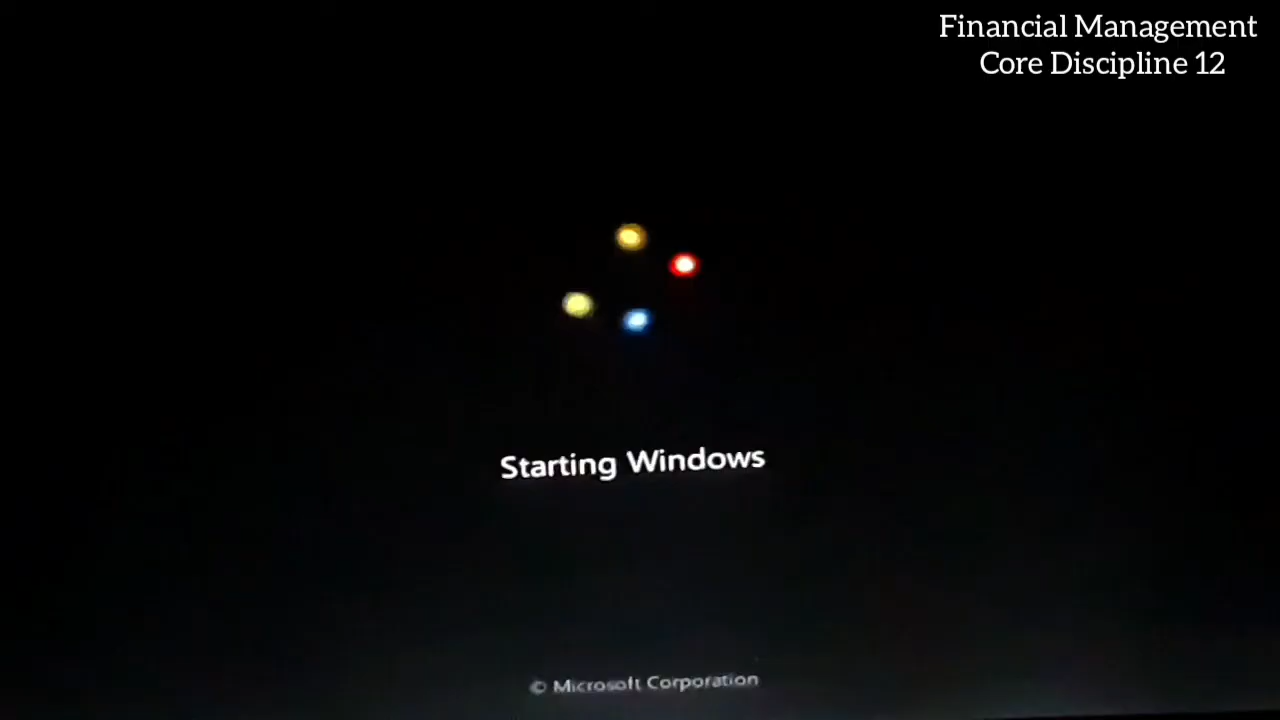 Financial Management
Core Discipline 12
Starting Windows
© Microsoft Corporation